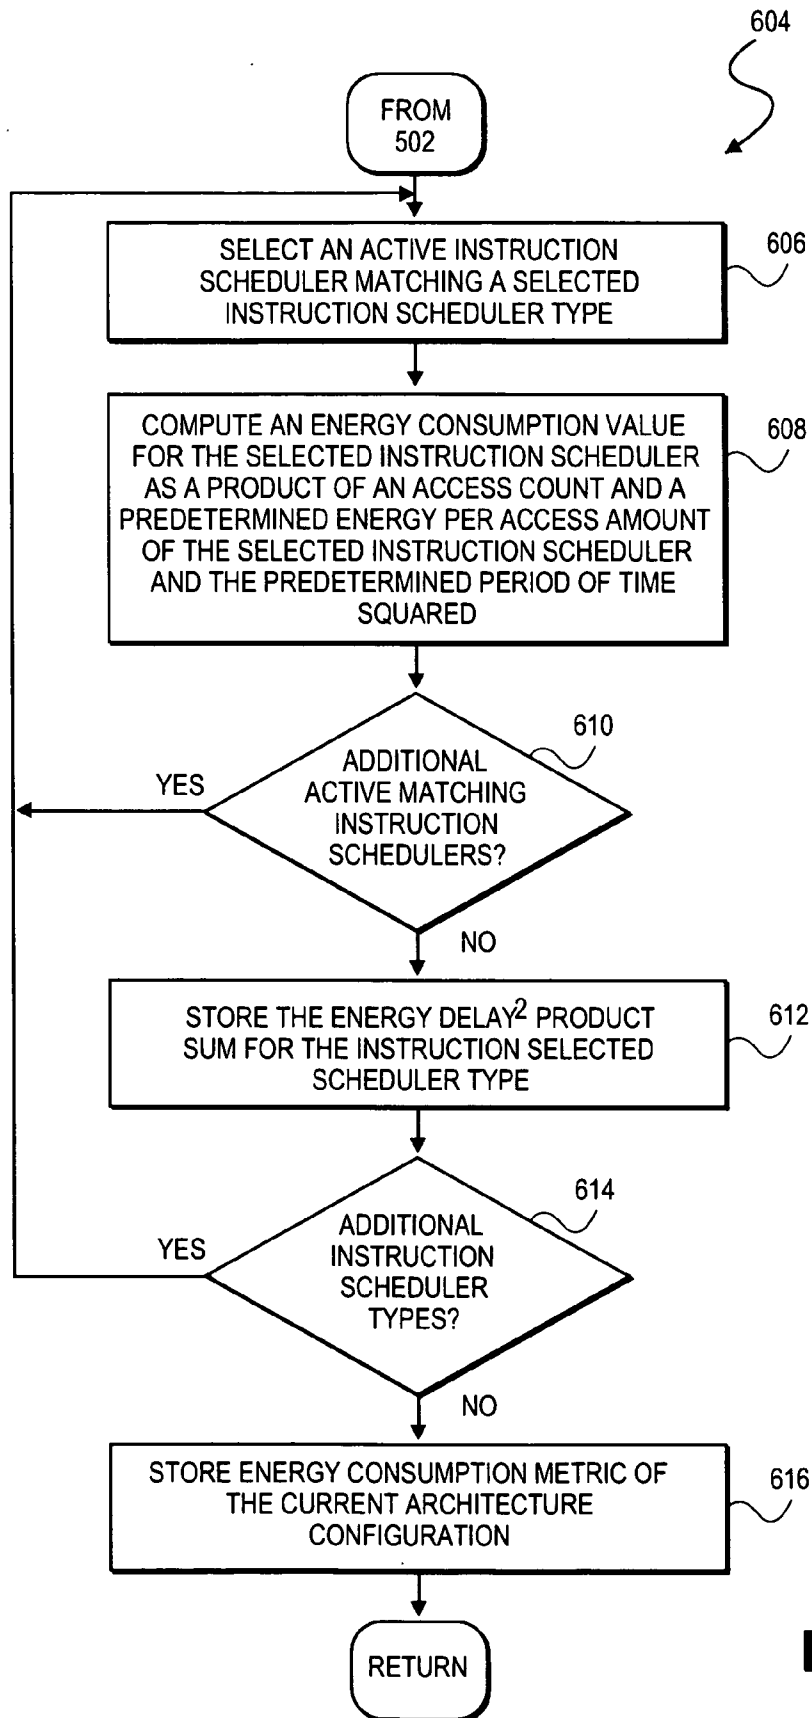 604
FROM
502
SELECT AN ACTIVE INSTRUCTION
SCHEDULER MATCHING A SELECTED
INSTRUCTION SCHEDULER TYPE
606
COMPUTE AN ENERGY CONSUMPTION VALUE
FOR THE SELECTED INSTRUCTION SCHEDULER
AS A PRODUCT OF AN ACCESS COUNT AND A
PREDETERMINED ENERGY PER ACCESS AMOUNT
OF THE SELECTED INSTRUCTION SCHEDULER
AND THE PREDETERMINED PERIOD OF TIME
SQUARED
608
610
YES
ADDITIONAL
ACTIVE MATCHING
INSTRUCTION
SCHEDULERS?
NO
STORE THE ENERGY DELAY² PRODUCT
SUM FOR THE INSTRUCTION SELECTED
SCHEDULER TYPE
612
614
YES
ADDITIONAL
INSTRUCTION
SCHEDULER
TYPES?
NO
STORE ENERGY CONSUMPTION METRIC OF
THE CURRENT ARCHITECTURE
CONFIGURATION
616
RETURN